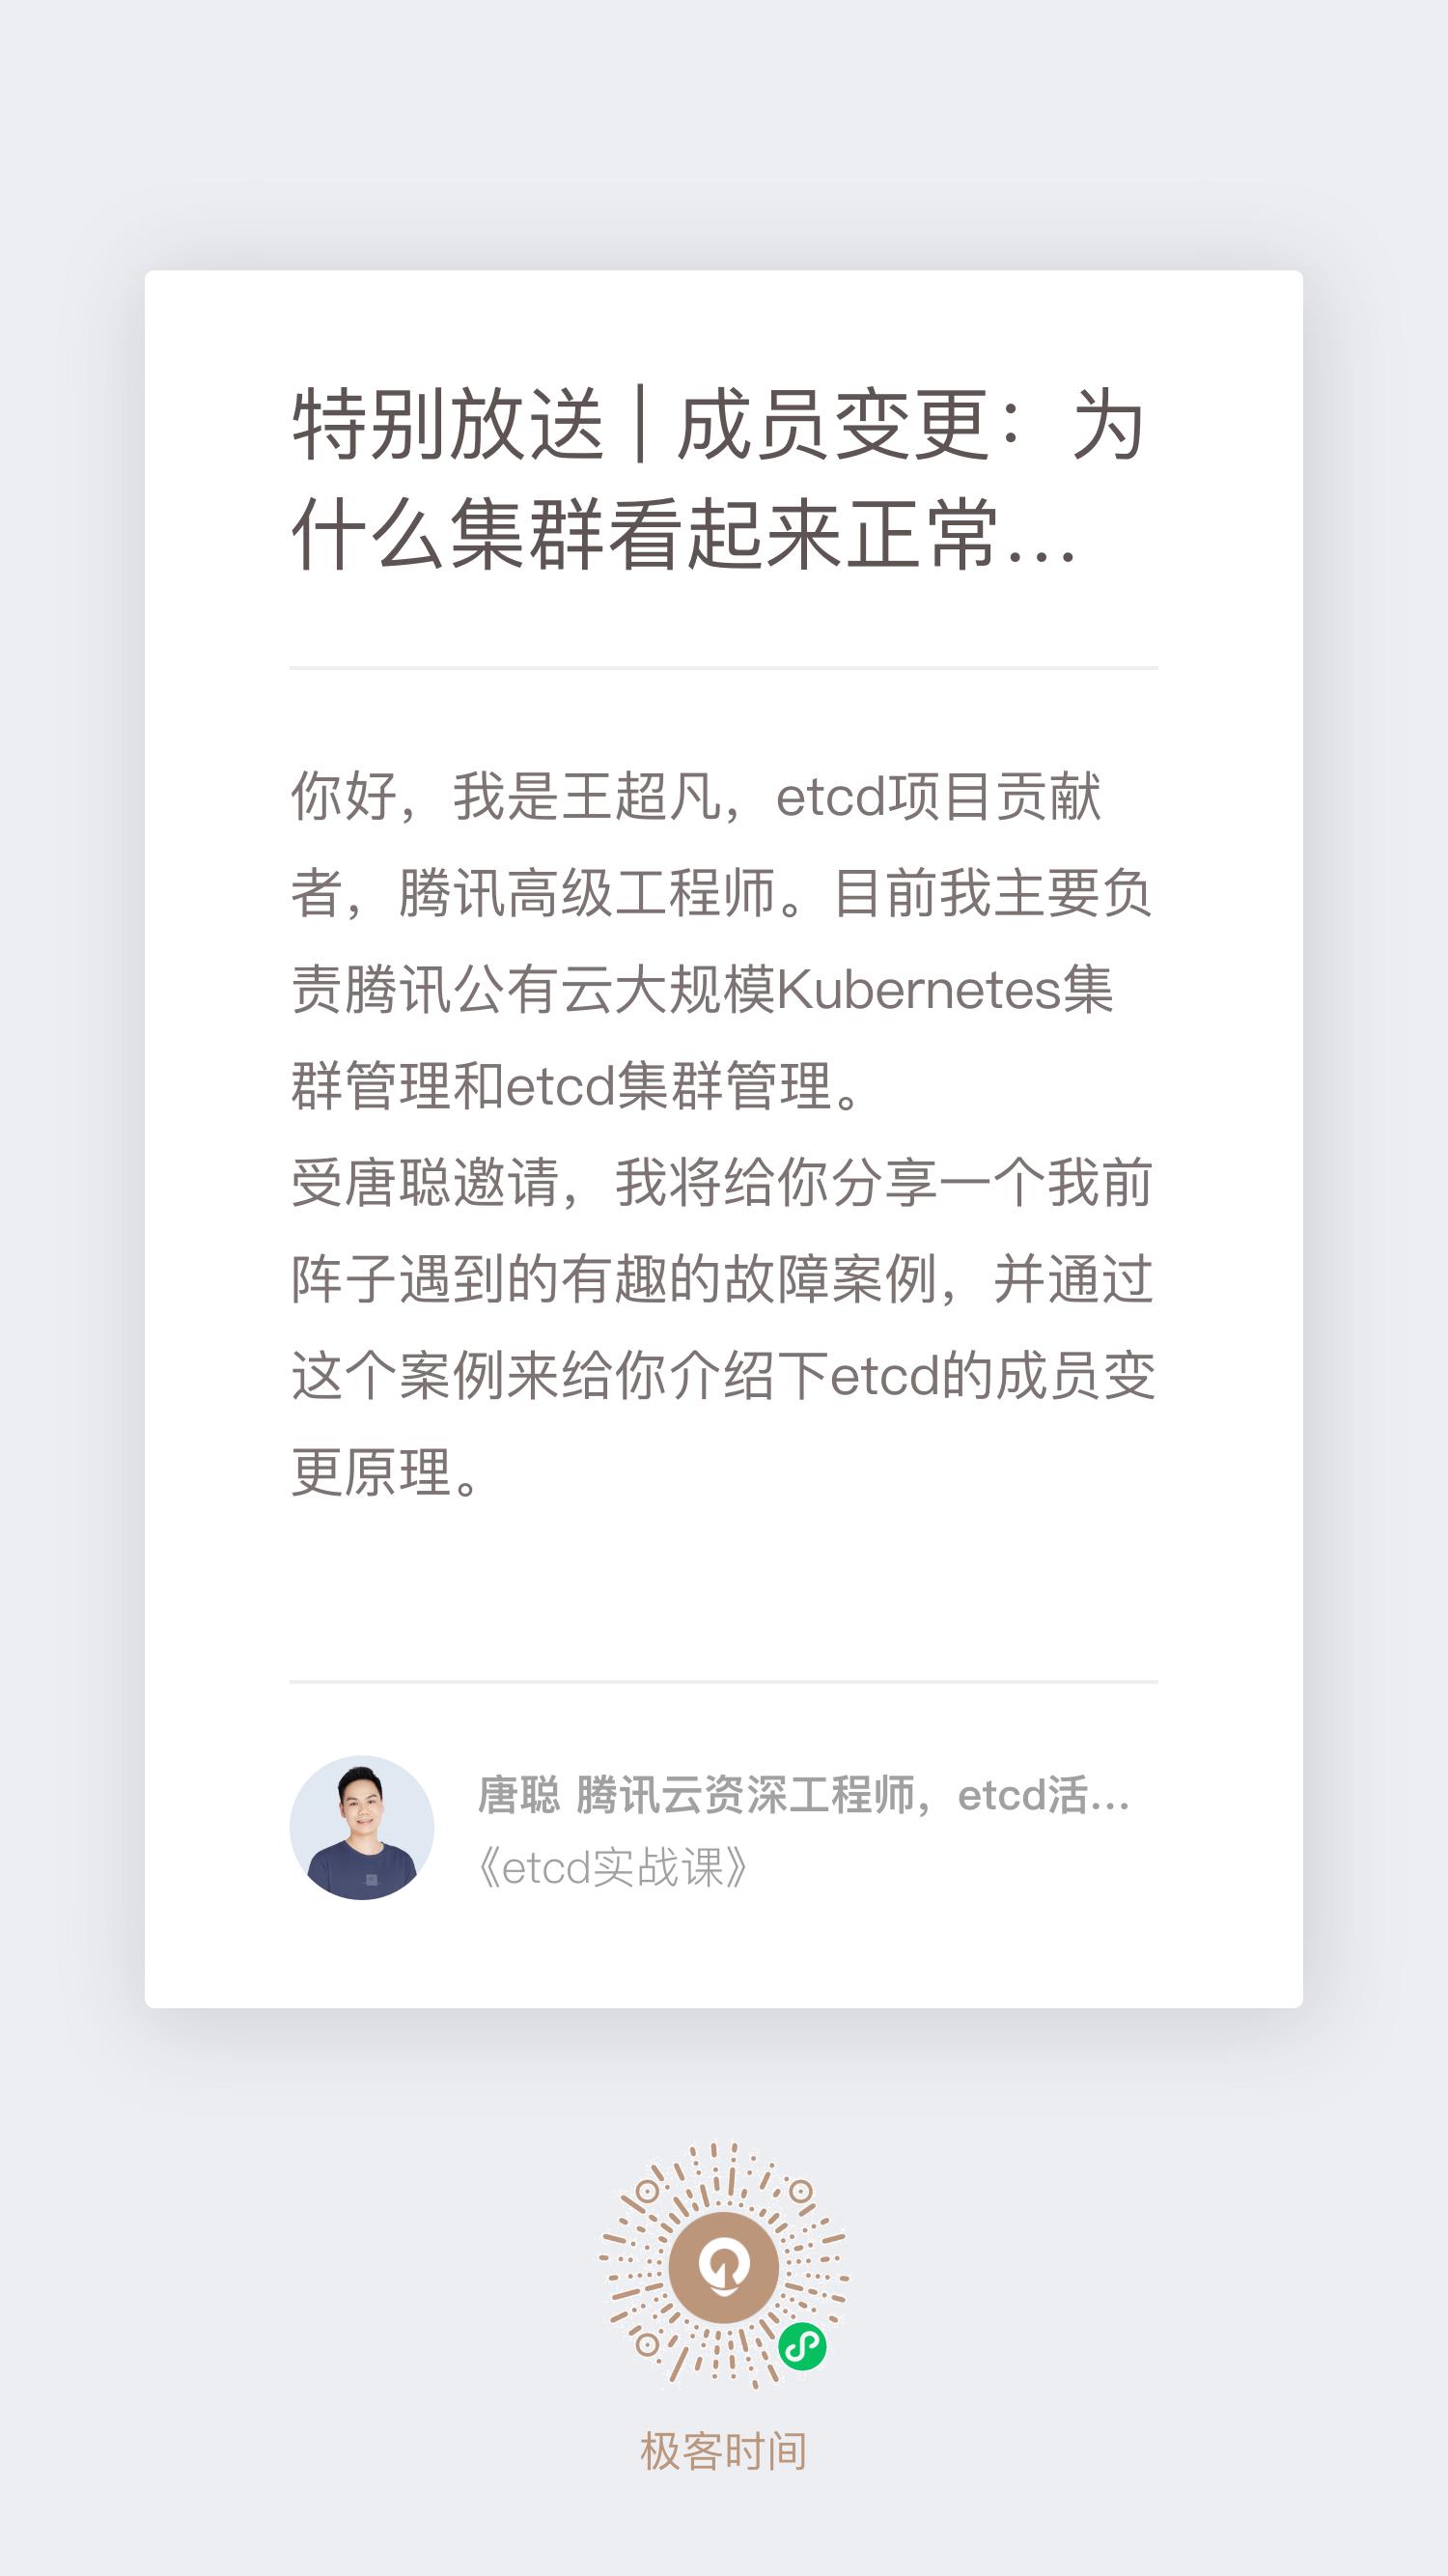 特别放送 | 成员变更：为
什么集群看起来正常...
你好，我是王超凡，etcd项目贡献
者，腾讯高级工程师。目前我主要负
责腾讯公有云大规模Kubernetes集
群管理和etcd集群管理。
受唐聪邀请，我将给你分享一个我前
阵子遇到的有趣的故障案例，并通过
这个案例来给你介绍下etcd的成员变
更原理。
唐聪 腾讯云资深工程师，etcd活...
《etcd实战课》
极客时间